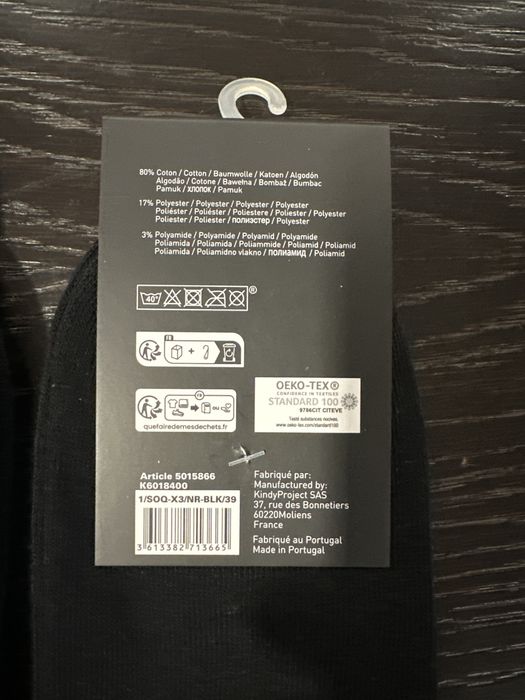 80% Coton / Cotton / Baumwolle / Katoen / Algodón
Algodão / Cotone / Bawełna / Bombaž / Bumbac
Pamuk / хлопок / Pamuk
17% Polyester / Polyester / Polyester / Polyester
Poliéster / Poliéster / Poliestere / Poliester / Polyester
Poliester / Poliester / полиэстер / Polyester
3% Polyamide / Polyamide / Polyamid / Polyamide
Poliamida / Poliamida / Poliammide / Poliamid / Poliamid
Poliamida / Poliamidno vlakno / полиамид / Poliamid
40° ®
FR
+
FR
OU
quefairedemesdechets.fr
OEKO-TEX®
CONFIDENCE IN TEXTILES
STANDARD 100
9786CIT CITEVE
Testé substances nocives.
www.oeko-tex.com/standard100
Article 5015866
K6018400
1/SOQ-X3/NR-BLK/39
3 613382 713665
Fabriqué par:
Manufactured by:
KindyProject SAS
37, rue des Bonnetiers
60220Moliens
France
Fabriqué au Portugal
Made in Portugal